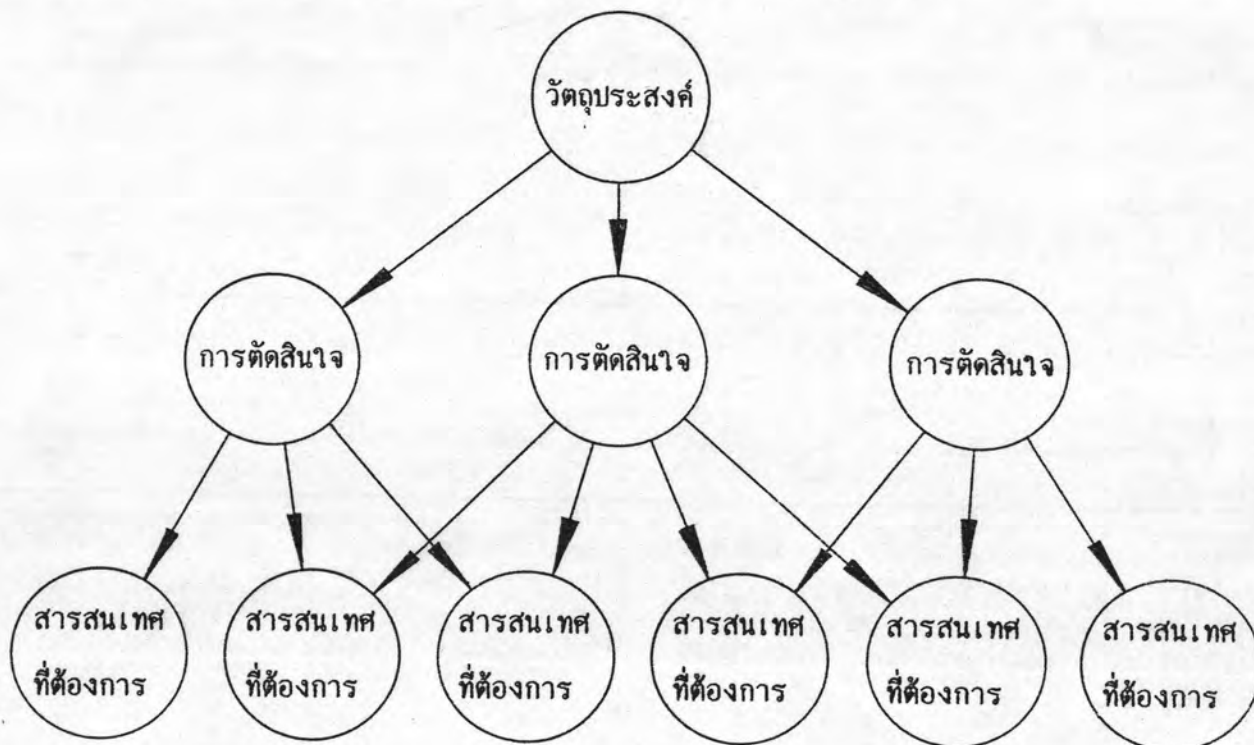 วัตถุประสงค์
การตัดสินใจ
การตัดสินใจ
การตัดสินใจ
สารสนเทศ
ที่ต้องการ
สารสนเทศ
ที่ต้องการ
สารสนเทศ
ที่ต้องการ
สารสนเทศ
ที่ต้องการ
สารสนเทศ
ที่ต้องการ
สารสนเทศ
ที่ต้องการ